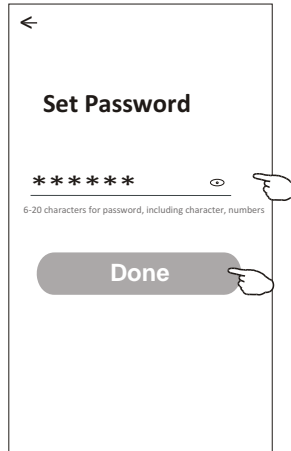 Set Password
******
6-20 characters for password, including character, numbers
Done